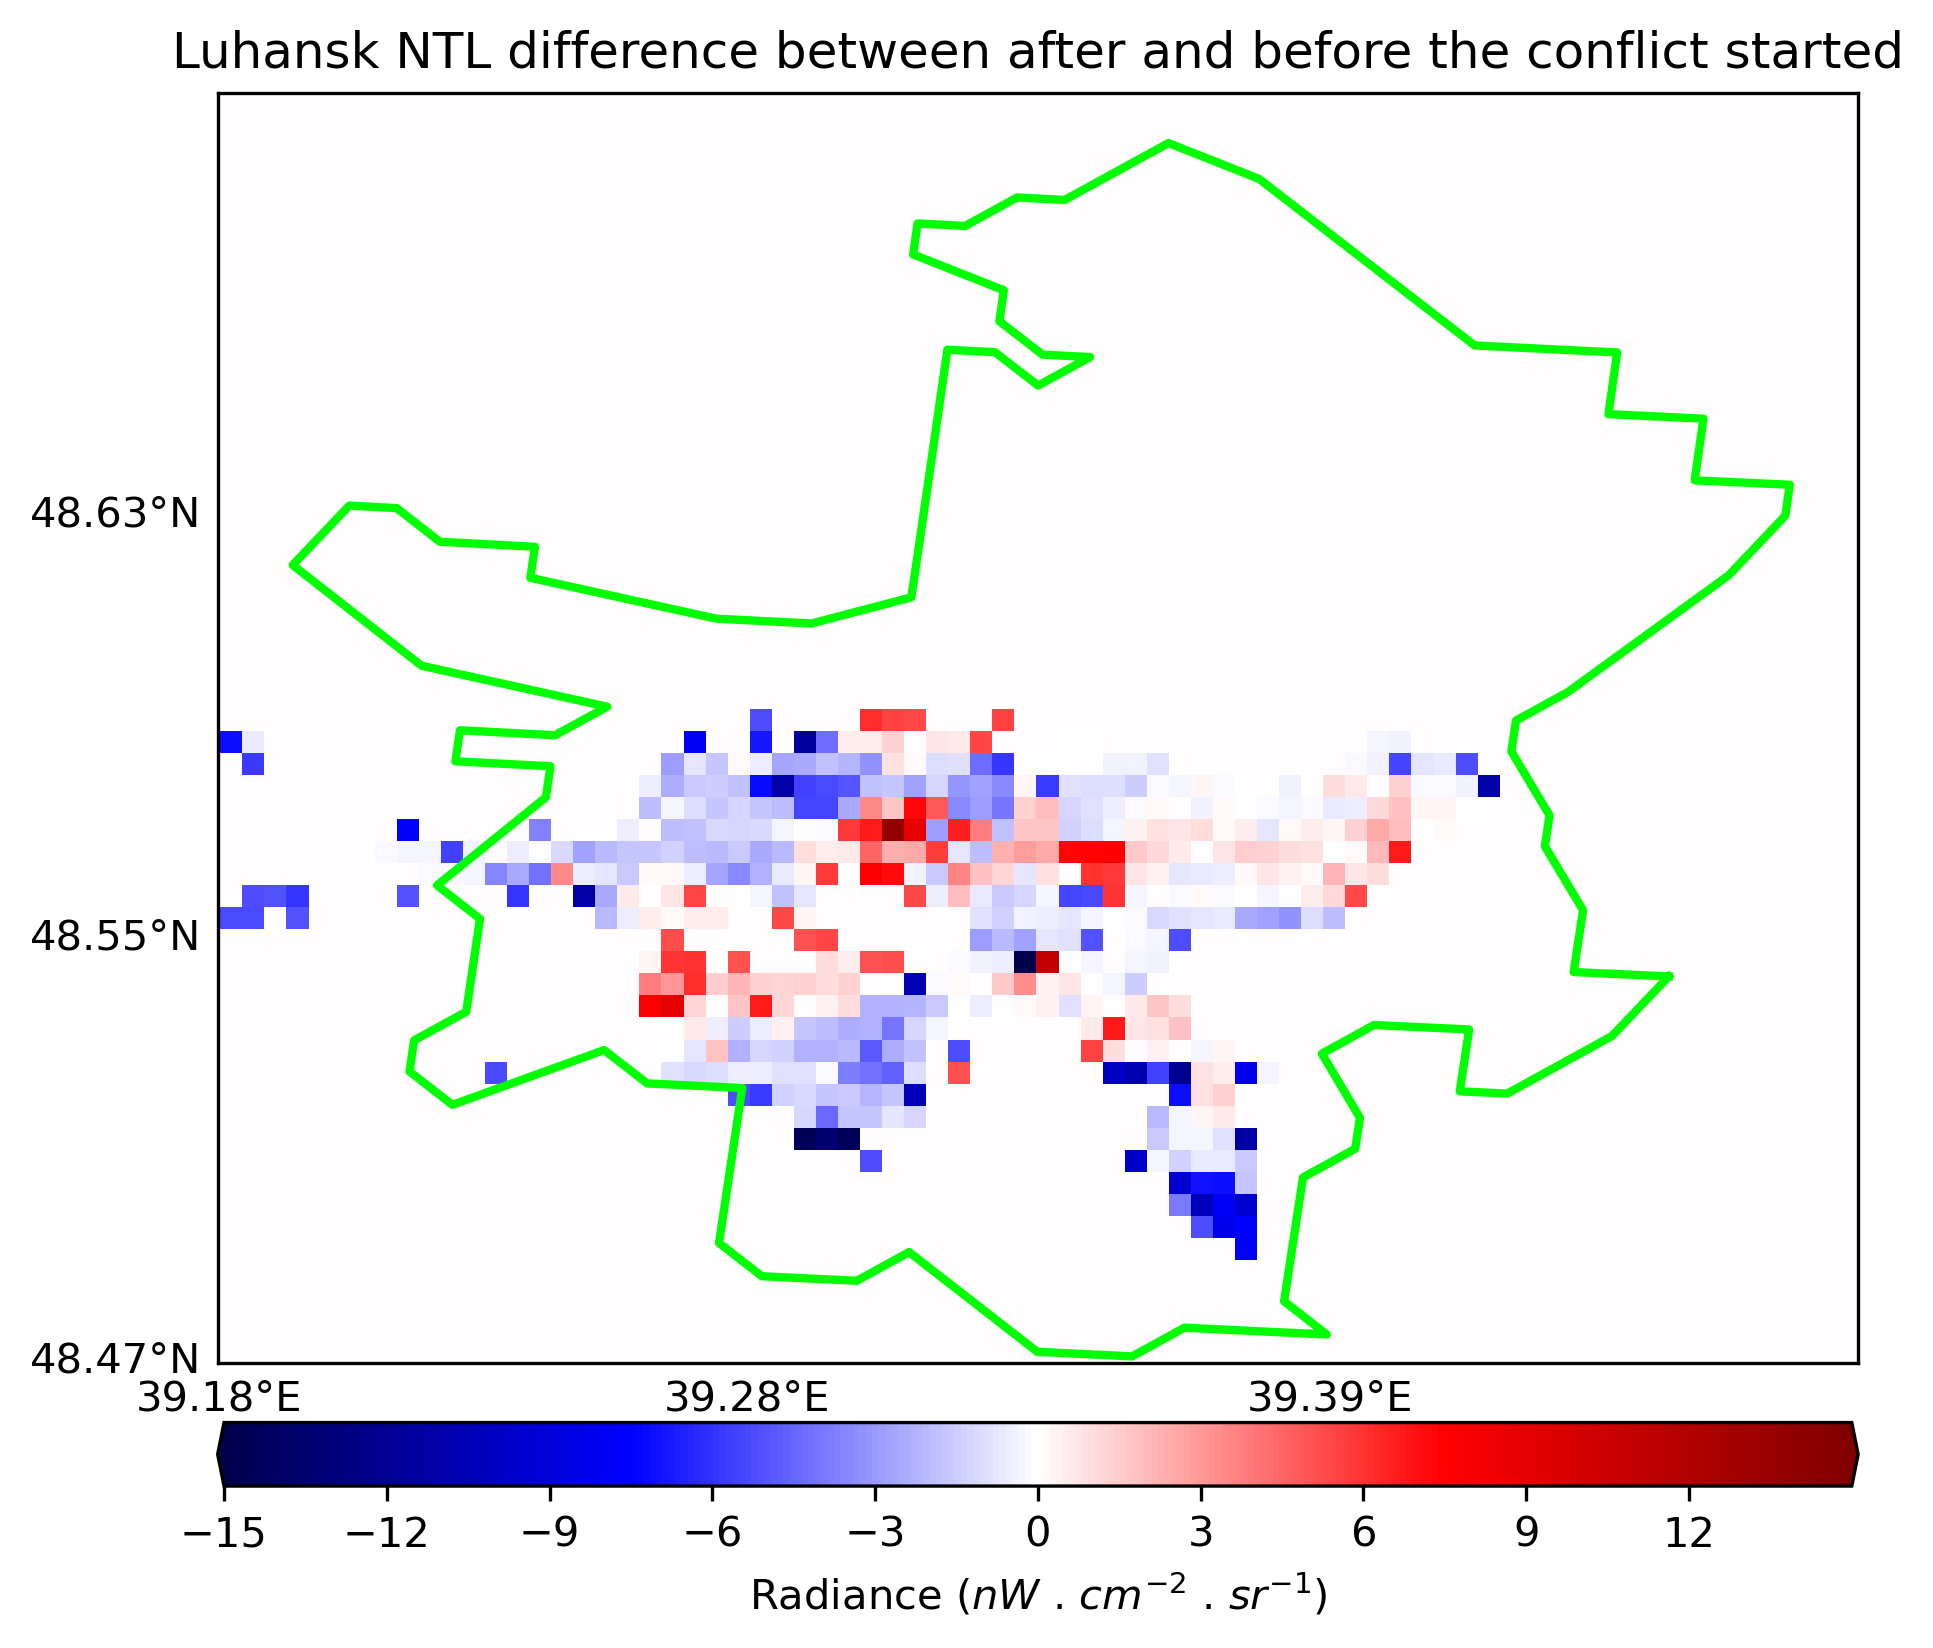 Luhansk NTL difference between after and before the conflict started
48.63°N
48.55°N
48.47°N
39.18°E 39.28°E 39.39°E
−15 −12 −9 −6 −3 0 3 6 9 12
Radiance (nW . cm⁻² . sr⁻¹)